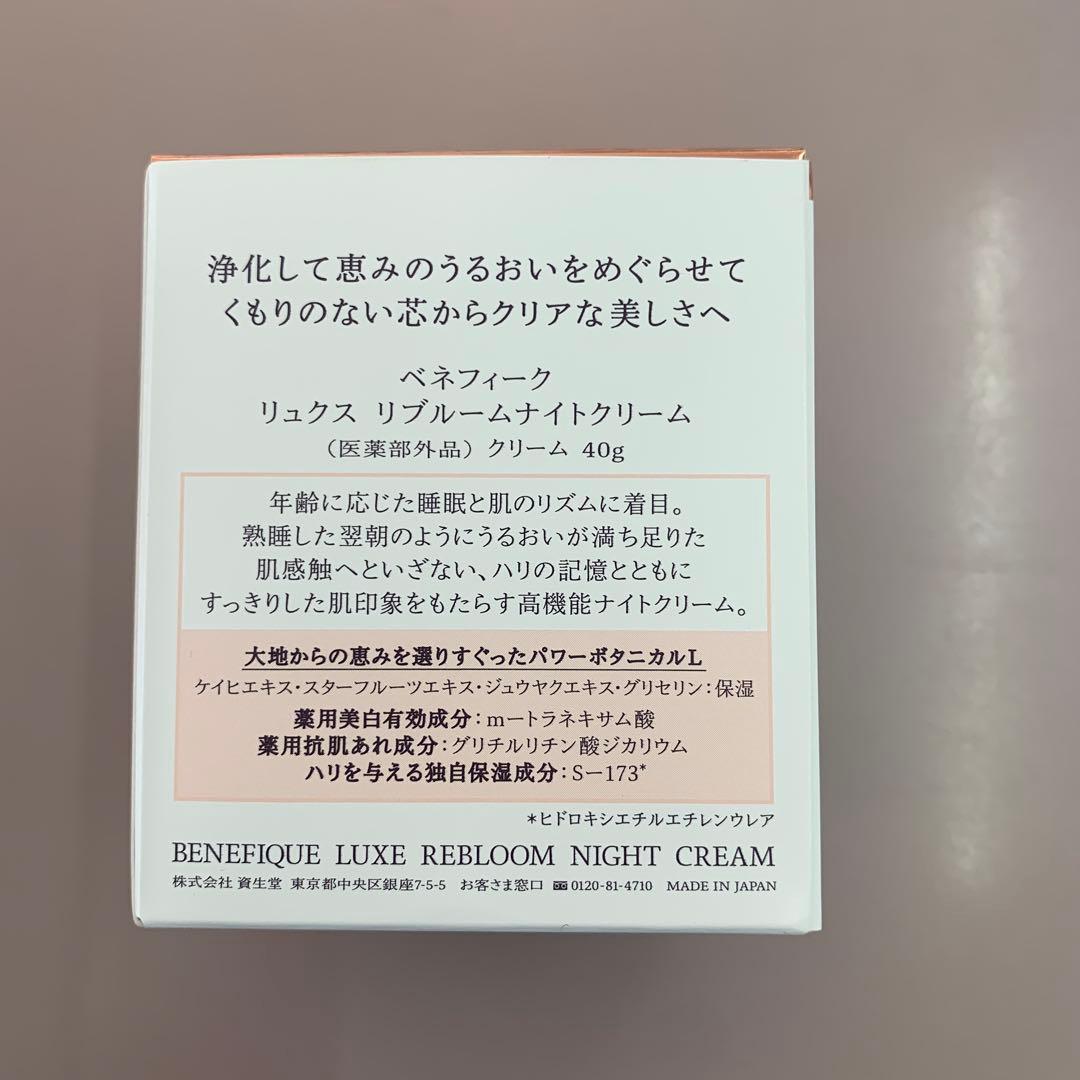 浄化して恵みのうるおいをめぐらせて
くもりのない芯からクリアな美しさへ
ベネフィーク
リュクス リブルームナイトクリーム
（医薬部外品）クリーム 40g
年齢に応じた睡眠と肌のリズムに着目。
熟睡した翌朝のようにうるおいが満ち足りた
肌感触へといざない、ハリの記憶とともに
すっきりした肌印象をもたらす高機能ナイトクリーム。
大地からの恵みを選りすぐったパワーボタニカルL
ケイヒエキス・スターフルーツエキス・ジュウヤクエキス・グリセリン：保湿
薬用美白有効成分：mートラネキサム酸
薬用抗肌あれ成分：グリチルリチン酸ジカリウム
ハリを与える独自保湿成分：Sー173*
*ヒドロキシエチルエチレンウレア
BENEFIQUE LUXE REBLOOM NIGHT CREAM
株式会社 資生堂 東京都中央区銀座7-5-5 お客さま窓口 0120-81-4710 MADE IN JAPAN